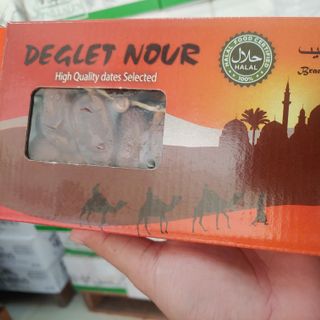 DEGLET NOUR
High Quality dates Selected
HALAL FOOD CERTIFIED
حلال
HALAL
100%